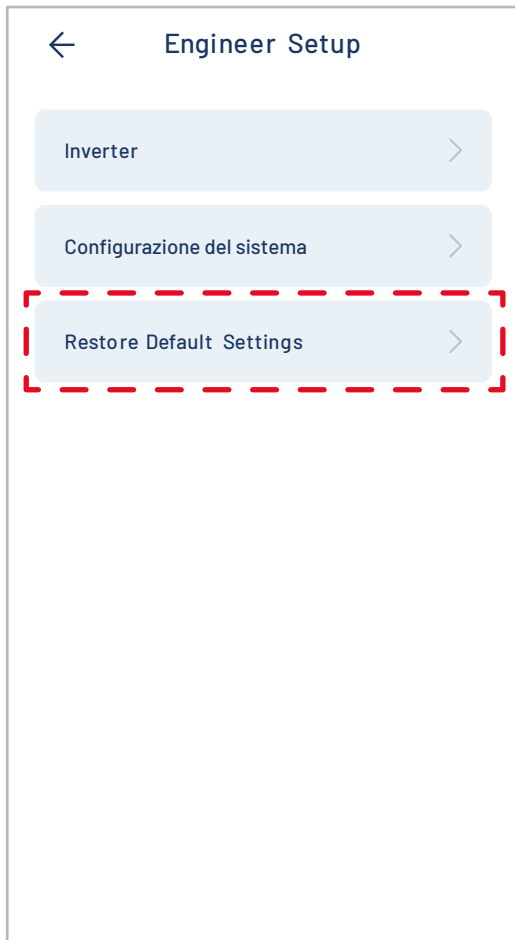 Engineer Setup
Inverter
Configurazione del sistema
Restore Default Settings